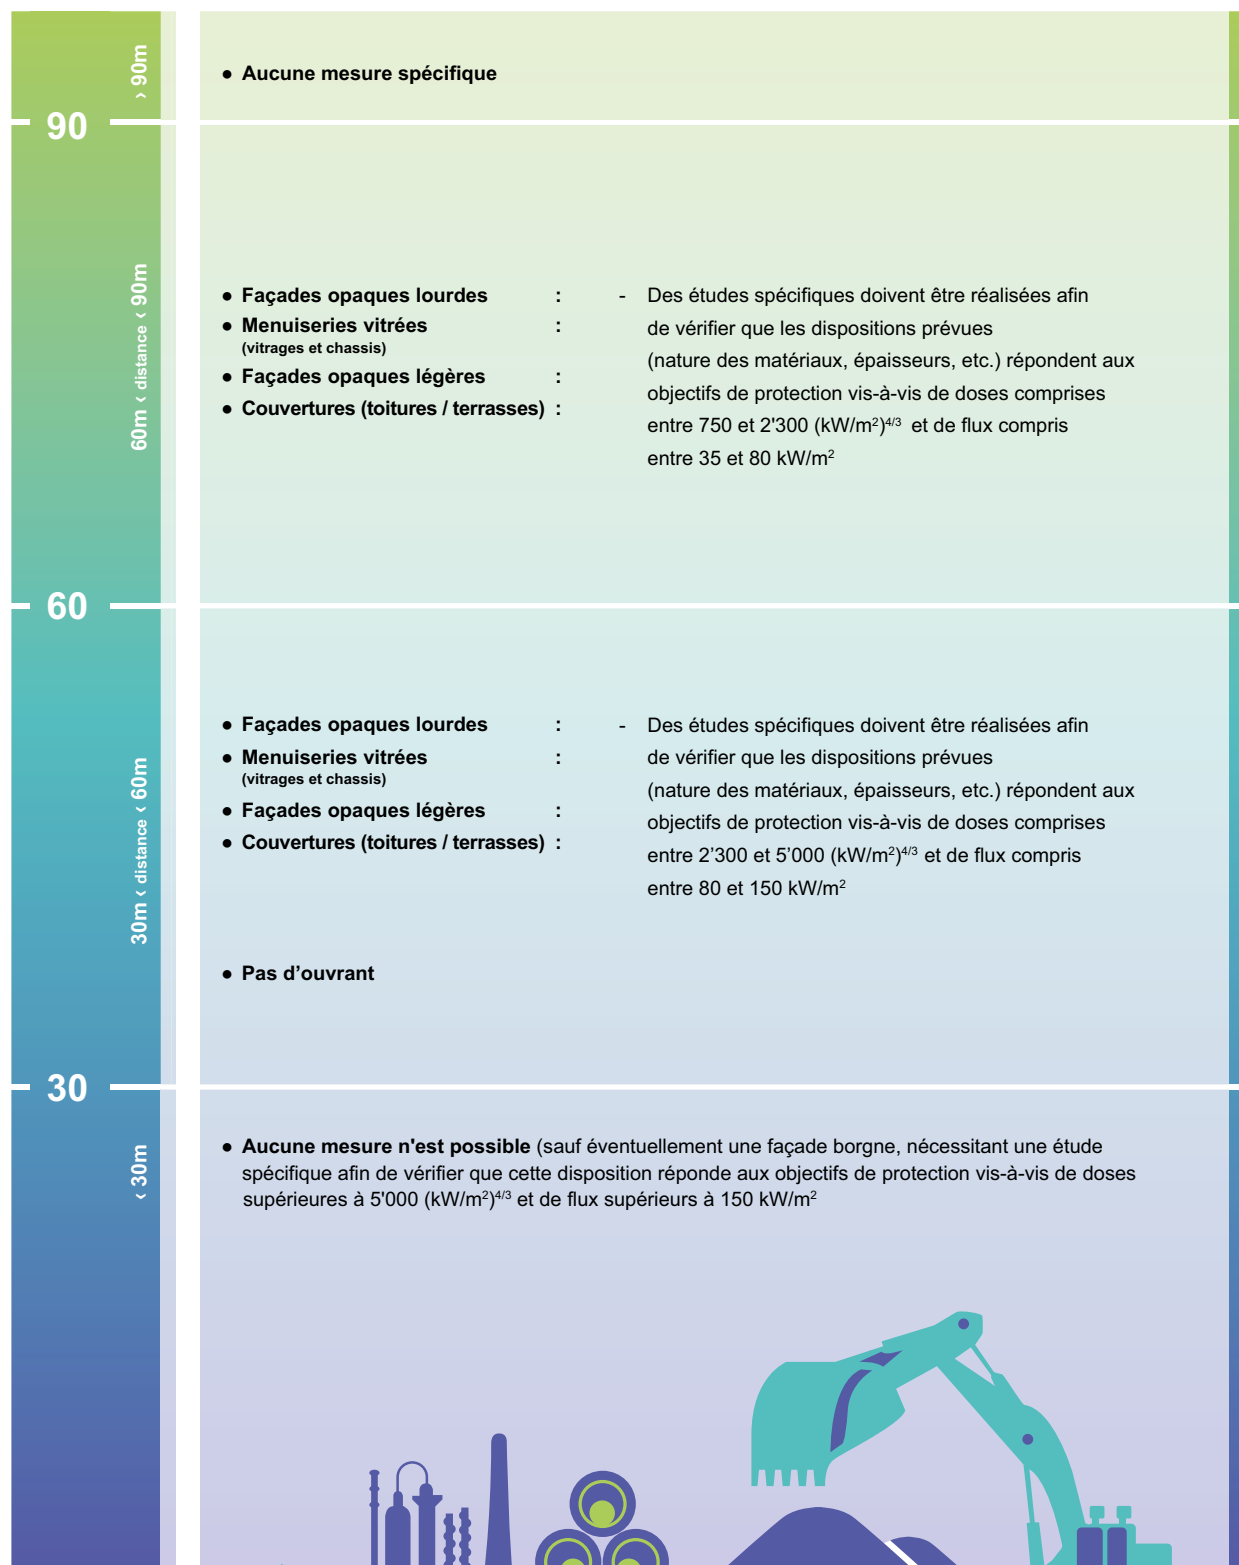 › 90m
● Aucune mesure spécifique
90
60m ‹ distance ‹ 90m
● Façades opaques lourdes : - Des études spécifiques doivent être réalisées afin
● Menuiseries vitrées : de vérifier que les dispositions prévues
(vitrages et chassis)
(nature des matériaux, épaisseurs, etc.) répondent aux
● Façades opaques légères :
objectifs de protection vis-à-vis de doses comprises
● Couvertures (toitures / terrasses) :
entre 750 et 2'300 (kW/m²)⁴ᐟ³ et de flux compris
entre 35 et 80 kW/m²
60
30m ‹ distance ‹ 60m
● Façades opaques lourdes : - Des études spécifiques doivent être réalisées afin
● Menuiseries vitrées : de vérifier que les dispositions prévues
(vitrages et chassis)
(nature des matériaux, épaisseurs, etc.) répondent aux
● Façades opaques légères :
objectifs de protection vis-à-vis de doses comprises
● Couvertures (toitures / terrasses) :
entre 2’300 et 5’000 (kW/m²)⁴ᐟ³ et de flux compris
entre 80 et 150 kW/m²
● Pas d’ouvrant
30
‹ 30m
● Aucune mesure n'est possible (sauf éventuellement une façade borgne, nécessitant une étude
spécifique afin de vérifier que cette disposition réponde aux objectifs de protection vis-à-vis de doses
supérieures à 5'000 (kW/m²)⁴ᐟ³ et de flux supérieurs à 150 kW/m²